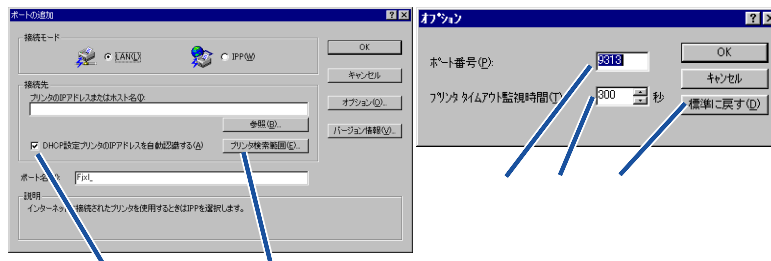 ポートの追加
接続モード
LAN(L)
IPP(W)
OK
キャンセル
オプション(O)...
バージョン情報(V)...
接続先
プリンタのIPアドレスまたはホスト名(I):
参照(B)...
DHCP設定プリンタのIPアドレスを自動認識する(A)
プリンタ検索範囲(E)...
Fjxl_
説明
インターネットに接続されたプリンタを使用するときはIPPを選択します。
オプション
ポート番号(P):
9313
プリンタ タイムアウト監視時間(T)
300
秒
OK
キャンセル
標準に戻す(D)